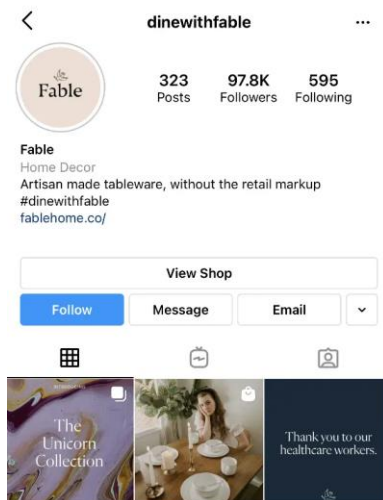 dinewithfable
Fable
323 97.8K 595
Posts Followers Following
Fable
Home Decor
Artisan made tableware, without the retail markup
#dinewithfable
fablehome.co/
View Shop
Follow Message Email
The
Unicorn
Collection
Thank you to our
healthcare workers.